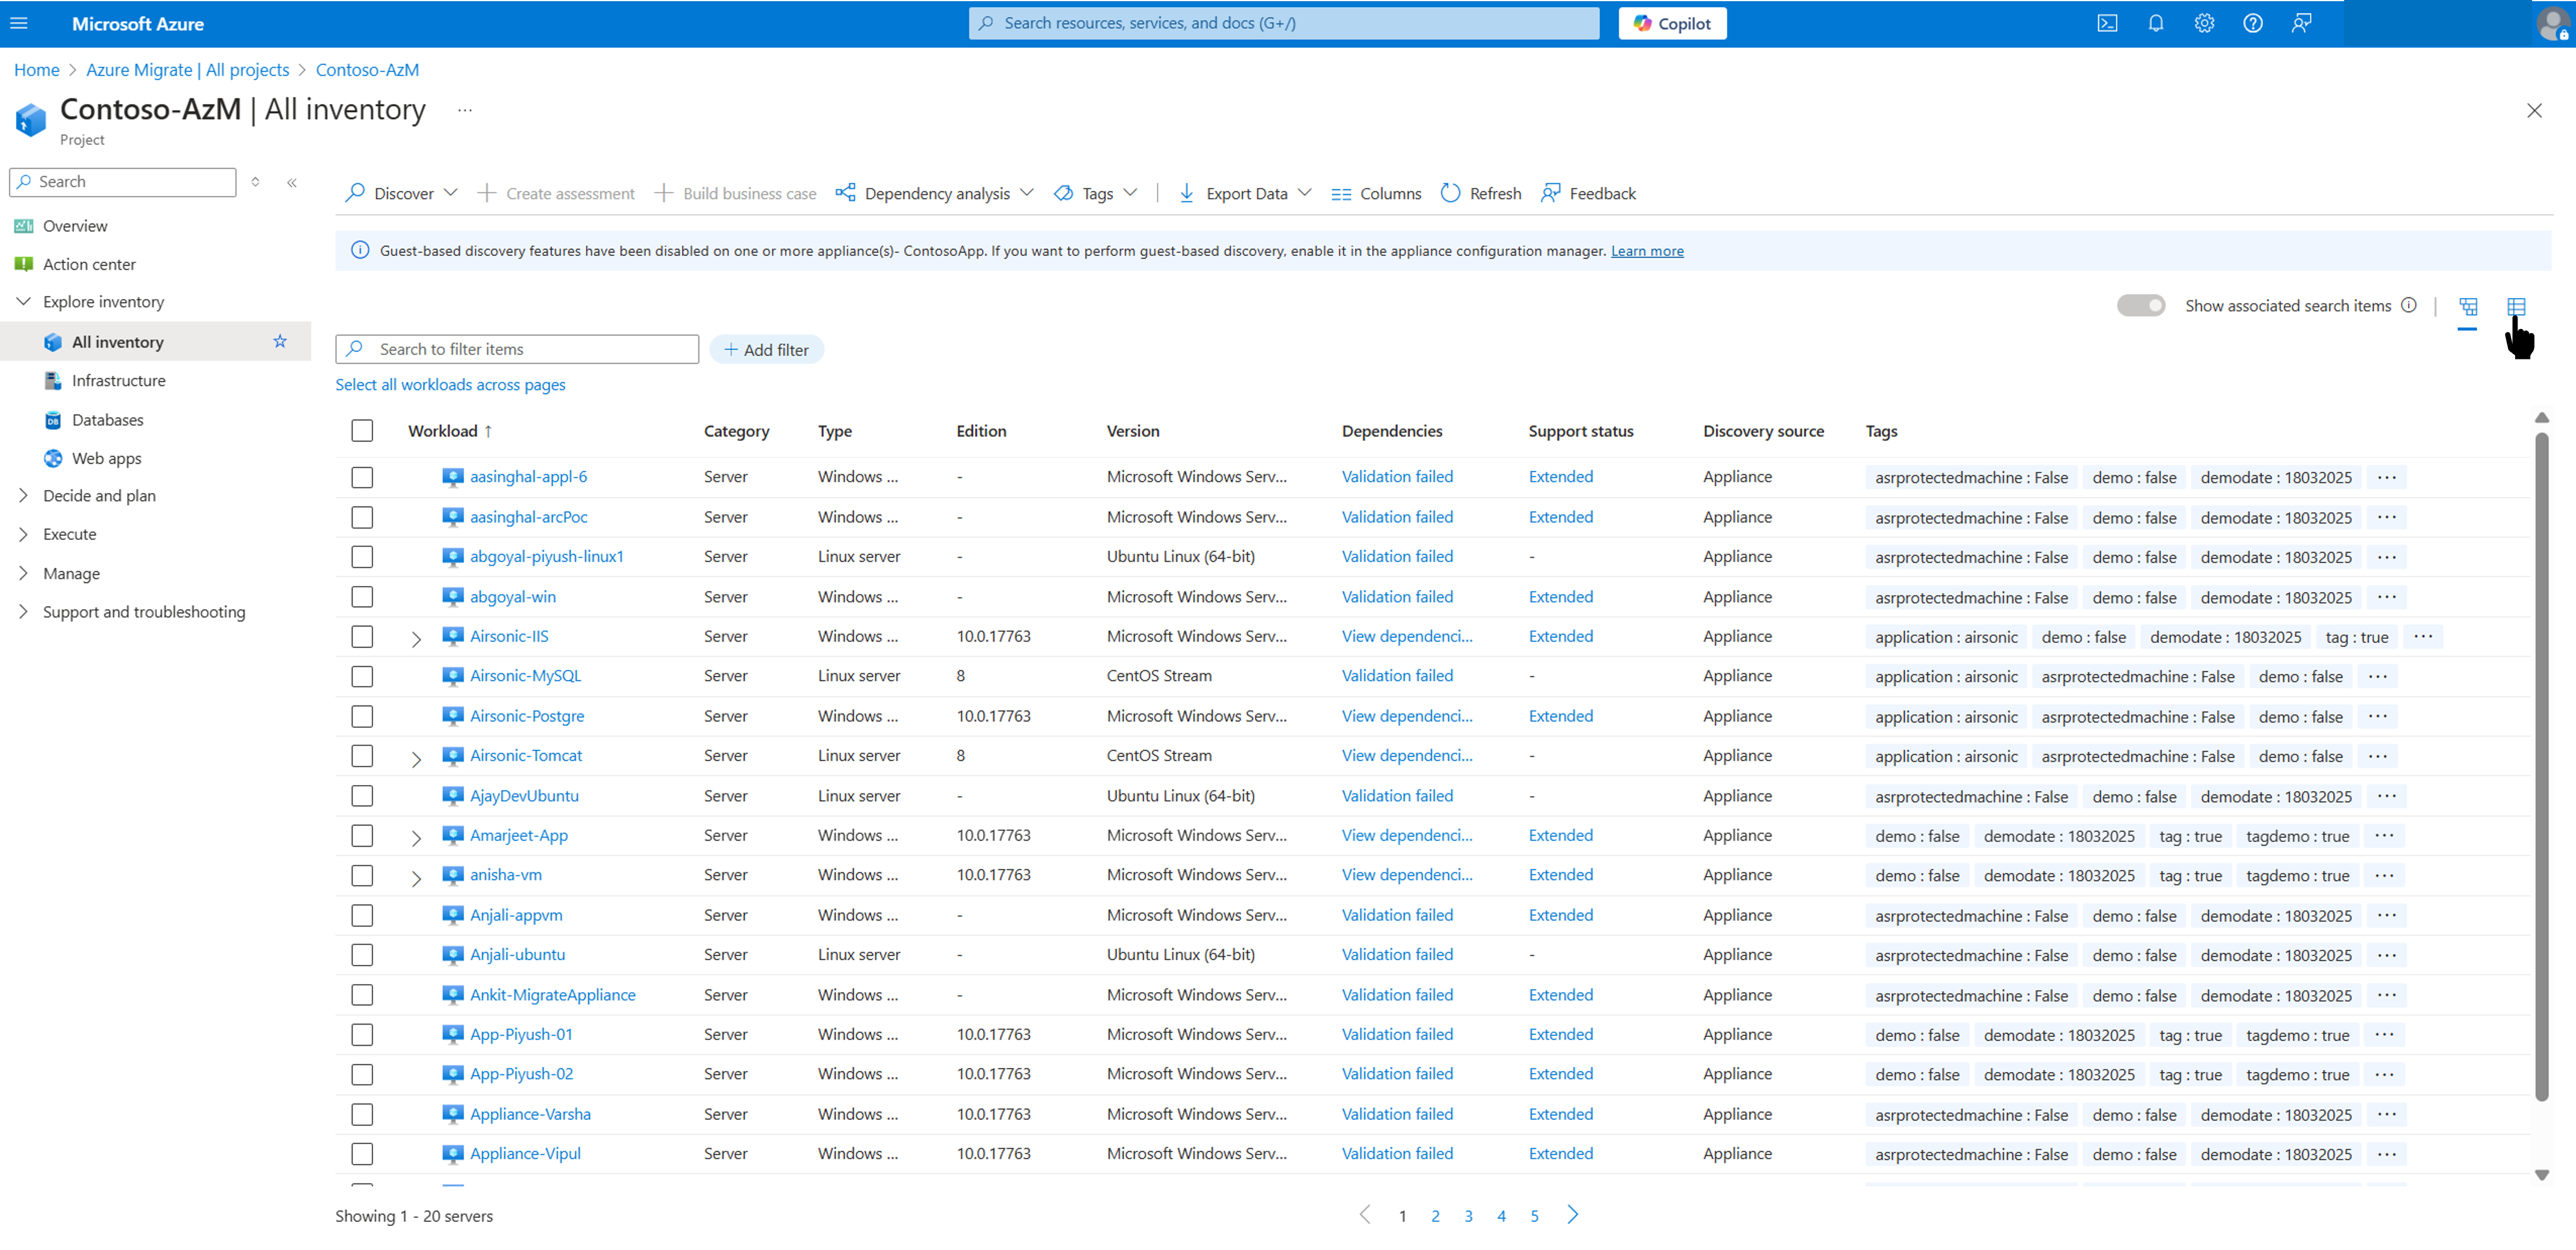 Microsoft Azure
Search resources, services, and docs (G+/)
Copilot
Home > Azure Migrate | All projects > Contoso-AzM
Contoso-AzM | All inventory ...
Project
Search
Overview
Action center
Explore inventory
All inventory
Infrastructure
Databases
Web apps
Decide and plan
Execute
Manage
Support and troubleshooting
Discover Create assessment Build business case Dependency analysis Tags Export Data Columns Refresh Feedback
Guest-based discovery features have been disabled on one or more appliance(s)- ContosoApp. If you want to perform guest-based discovery, enable it in the appliance configuration manager. Learn more
Show associated search items
Search to filter items + Add filter
Select all workloads across pages
Workload ↑ Category Type Edition Version Dependencies Support status Discovery source Tags
aasinghal-appl-6 Server Windows ... - Microsoft Windows Serv... Validation failed Extended Appliance asrprotectedmachine : False demo : false demodate : 18032025 ...
aasinghal-arcPoc Server Windows ... - Microsoft Windows Serv... Validation failed Extended Appliance asrprotectedmachine : False demo : false demodate : 18032025 ...
abgoyal-piyush-linux1 Server Linux server - Ubuntu Linux (64-bit) Validation failed - Appliance asrprotectedmachine : False demo : false demodate : 18032025 ...
abgoyal-win Server Windows ... - Microsoft Windows Serv... Validation failed Extended Appliance asrprotectedmachine : False demo : false demodate : 18032025 ...
Airsonic-IIS Server Windows ... 10.0.17763 Microsoft Windows Serv... View dependenci... Extended Appliance application : airsonic demo : false demodate : 18032025 tag : true ...
Airsonic-MySQL Server Linux server 8 CentOS Stream Validation failed - Appliance application : airsonic asrprotectedmachine : False demo : false ...
Airsonic-Postgre Server Windows ... 10.0.17763 Microsoft Windows Serv... View dependenci... Extended Appliance application : airsonic asrprotectedmachine : False demo : false ...
Airsonic-Tomcat Server Linux server 8 CentOS Stream View dependenci... - Appliance application : airsonic asrprotectedmachine : False demo : false ...
AjayDevUbuntu Server Linux server - Ubuntu Linux (64-bit) Validation failed - Appliance asrprotectedmachine : False demo : false demodate : 18032025 ...
Amarjeet-App Server Windows ... 10.0.17763 Microsoft Windows Serv... View dependenci... Extended Appliance demo : false demodate : 18032025 tag : true tagdemo : true ...
anisha-vm Server Windows ... 10.0.17763 Microsoft Windows Serv... View dependenci... Extended Appliance demo : false demodate : 18032025 tag : true tagdemo : true ...
Anjali-appvm Server Windows ... - Microsoft Windows Serv... Validation failed Extended Appliance asrprotectedmachine : False demo : false demodate : 18032025 ...
Anjali-ubuntu Server Linux server - Ubuntu Linux (64-bit) Validation failed - Appliance asrprotectedmachine : False demo : false demodate : 18032025 ...
Ankit-MigrateAppliance Server Windows ... - Microsoft Windows Serv... Validation failed Extended Appliance asrprotectedmachine : False demo : false demodate : 18032025 ...
App-Piyush-01 Server Windows ... 10.0.17763 Microsoft Windows Serv... Validation failed Extended Appliance demo : false demodate : 18032025 tag : true tagdemo : true ...
App-Piyush-02 Server Windows ... 10.0.17763 Microsoft Windows Serv... Validation failed Extended Appliance demo : false demodate : 18032025 tag : true tagdemo : true ...
Appliance-Varsha Server Windows ... 10.0.17763 Microsoft Windows Serv... Validation failed Extended Appliance asrprotectedmachine : False demo : false demodate : 18032025 ...
Appliance-Vipul Server Windows ... 10.0.17763 Microsoft Windows Serv... Validation failed Extended Appliance asrprotectedmachine : False demo : false demodate : 18032025 ...
Showing 1 - 20 servers
1 2 3 4 5